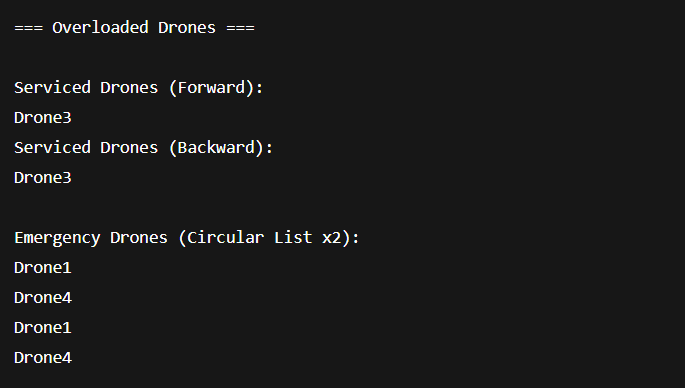 === Overloaded Drones ===
Serviced Drones (Forward):
Drone3
Serviced Drones (Backward):
Drone3
Emergency Drones (Circular List x2):
Drone1
Drone4
Drone1
Drone4